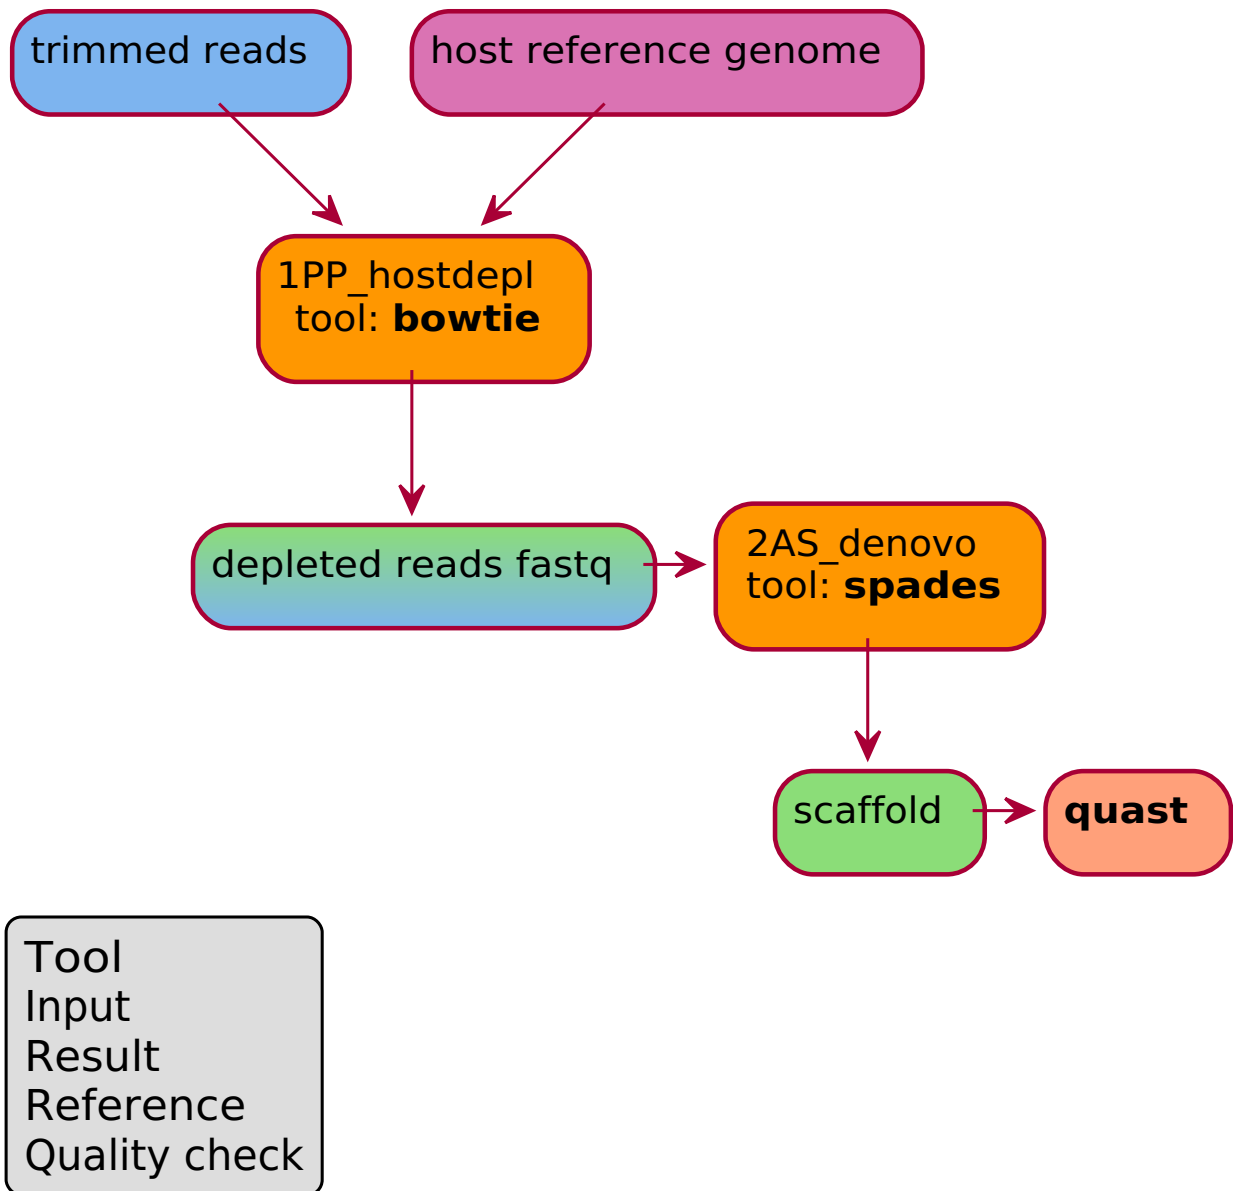 trimmed reads
host reference genome
1PP_hostdepl
tool: bowtie
depleted reads fastq
2AS_denovo
tool: spades
scaffold
quast
Tool
Input
Result
Reference
Quality check